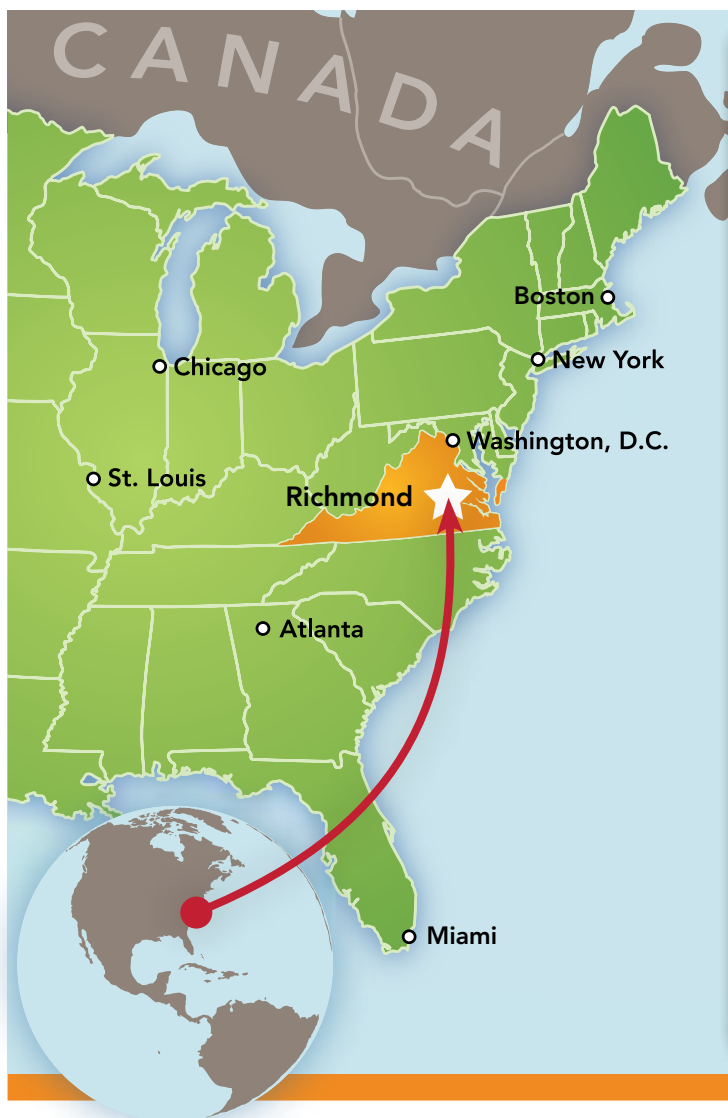 CANADA
Boston
New York
Chicago
Washington, D.C.
St. Louis
Richmond
Atlanta
Miami